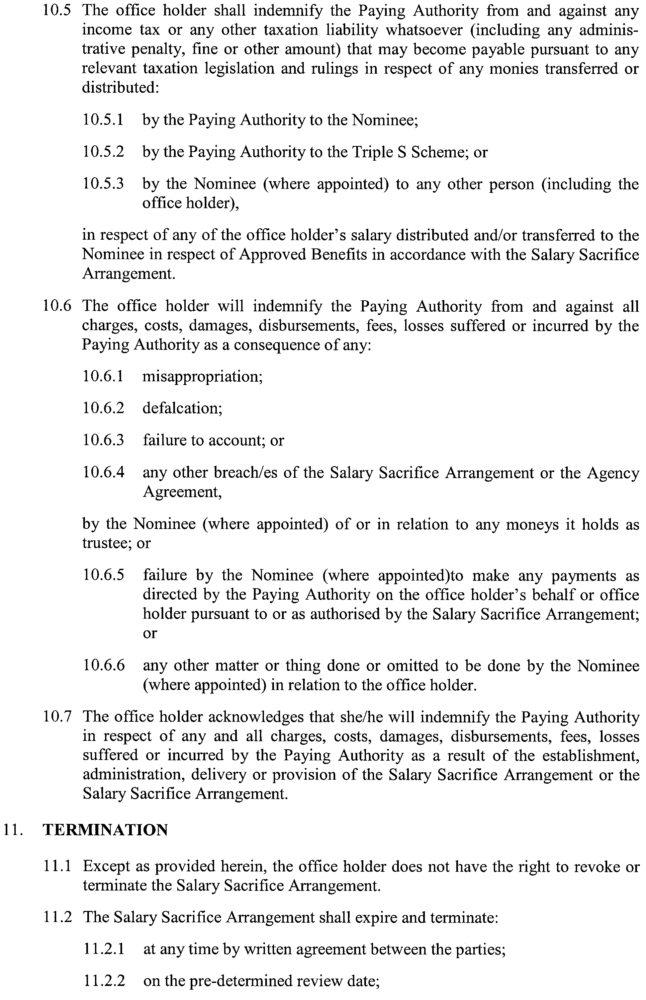 10.5 The office holder shall indemnify the Paying Authority from and against any
income tax or any other taxation liability whatsoever (including any adminis-
trative penalty, fine or other amount) that may become payable pursuant to any
relevant taxation legislation and rulings in respect of any monies transferred or
distributed:
10.5.1 by the Paying Authority to the Nominee;
10.5.2 by the Paying Authority to the Triple S Scheme; or
10.5.3 by the Nominee (where appointed) to any other person (including the
office holder),
in respect of any of the office holder’s salary distributed and/or transferred to the
Nominee in respect of Approved Benefits in accordance with the Salary Sacrifice
Arrangement.
10.6 The office holder will indemnify the Paying Authority from and against all
charges, costs, damages, disbursements, fees, losses suffered or incurred by the
Paying Authority as a consequence of any:
10.6.1 misappropriation;
10.6.2 defalcation;
10.6.3 failure to account; or
10.6.4 any other breach/es of the Salary Sacrifice Arrangement or the Agency
Agreement,
by the Nominee (where appointed) of or in relation to any moneys it holds as
trustee; or
10.6.5 failure by the Nominee (where appointed)to make any payments as
directed by the Paying Authority on the office holder’s behalf or office
holder pursuant to or as authorised by the Salary Sacrifice Arrangement;
or
10.6.6 any other matter or thing done or omitted to be done by the Nominee
(where appointed) in relation to the office holder.
10.7 The office holder acknowledges that she/he will indemnify the Paying Authority
in respect of any and all charges, costs, damages, disbursements, fees, losses
suffered or incurred by the Paying Authority as a result of the establishment,
administration, delivery or provision of the Salary Sacrifice Arrangement or the
Salary Sacrifice Arrangement.
11. TERMINATION
11.1 Except as provided herein, the office holder does not have the right to revoke or
terminate the Salary Sacrifice Arrangement.
11.2 The Salary Sacrifice Arrangement shall expire and terminate:
11.2.1 at any time by written agreement between the parties;
11.2.2 on the pre-determined review date;